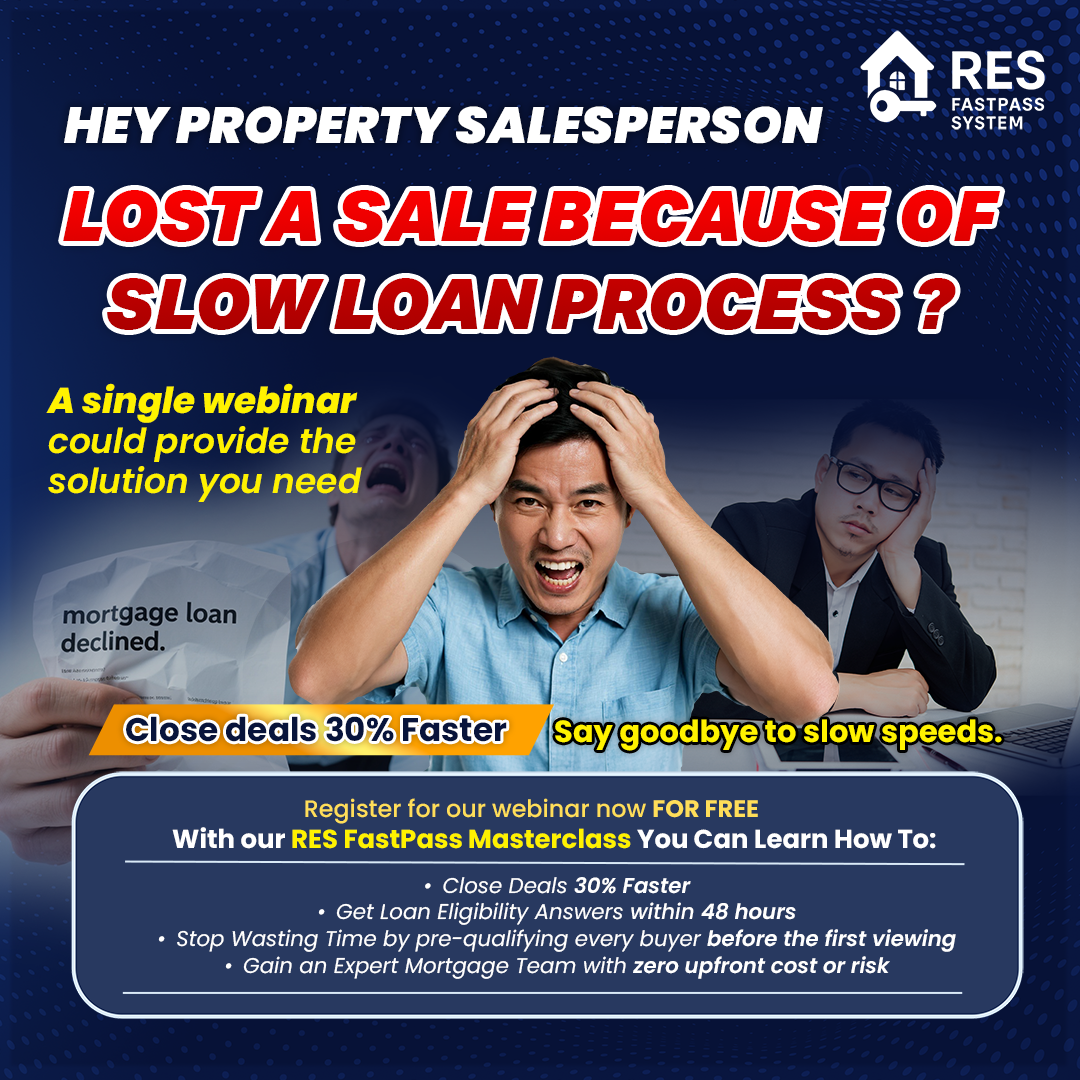 RES
FASTPASS
SYSTEM
HEY PROPERTY SALESPERSON
LOST A SALE BECAUSE OF
SLOW LOAN PROCESS ?
A single webinar
could provide the
solution you need
mortgage loan
declined.
Close deals 30% Faster
Say goodbye to slow speeds.
Register for our webinar now FOR FREE
With our RES FastPass Masterclass You Can Learn How To:
• Close Deals 30% Faster
• Get Loan Eligibility Answers within 48 hours
• Stop Wasting Time by pre-qualifying every buyer before the first viewing
• Gain an Expert Mortgage Team with zero upfront cost or risk